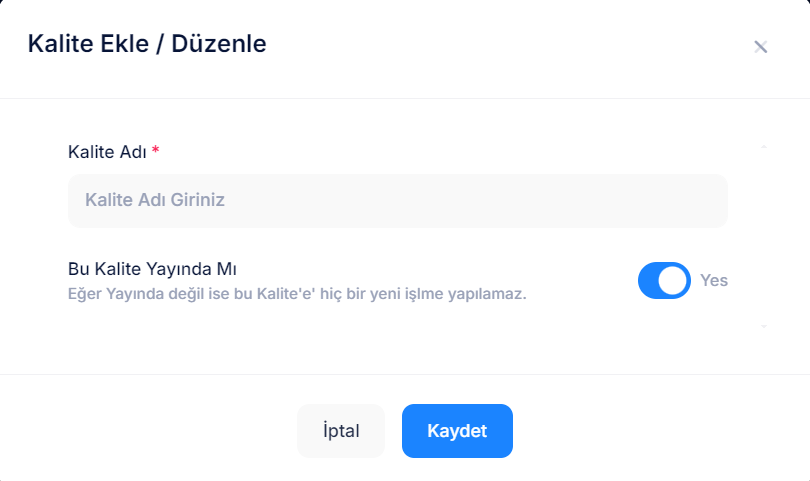 Kalite Ekle / Düzenle
Kalite Adı *
Kalite Adı Giriniz
Bu Kalite Yayında Mı
Yes
Eğer Yayında değil ise bu Kalite'e' hiç bir yeni işlme yapılamaz.
İptal
Kaydet